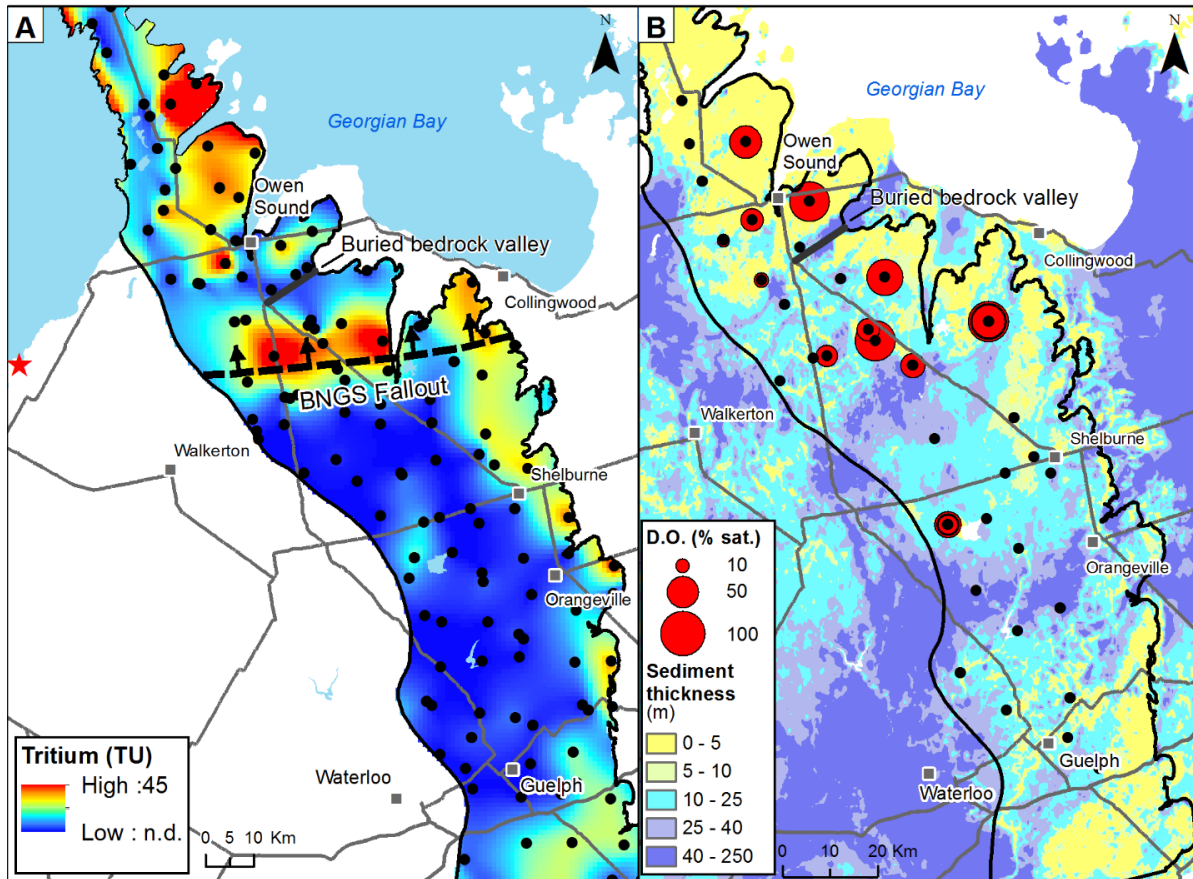 A
N
Georgian Bay
Owen
Sound
Buried bedrock valley
Collingwood
BNGS Fallout
Walkerton
Shelburne
Orangeville
Tritium (TU)
High :45
Low : n.d.
Waterloo
Guelph
0 5 10 Km
B
N
Georgian Bay
Owen
Sound
Buried bedrock valley
Collingwood
Walkerton
Shelburne
D.O. (% sat.)
10
50
100
Orangeville
Sediment
thickness
(m)
0 - 5
5 - 10
10 - 25
25 - 40
40 - 250
Guelph
Waterloo
0 10 20 Km